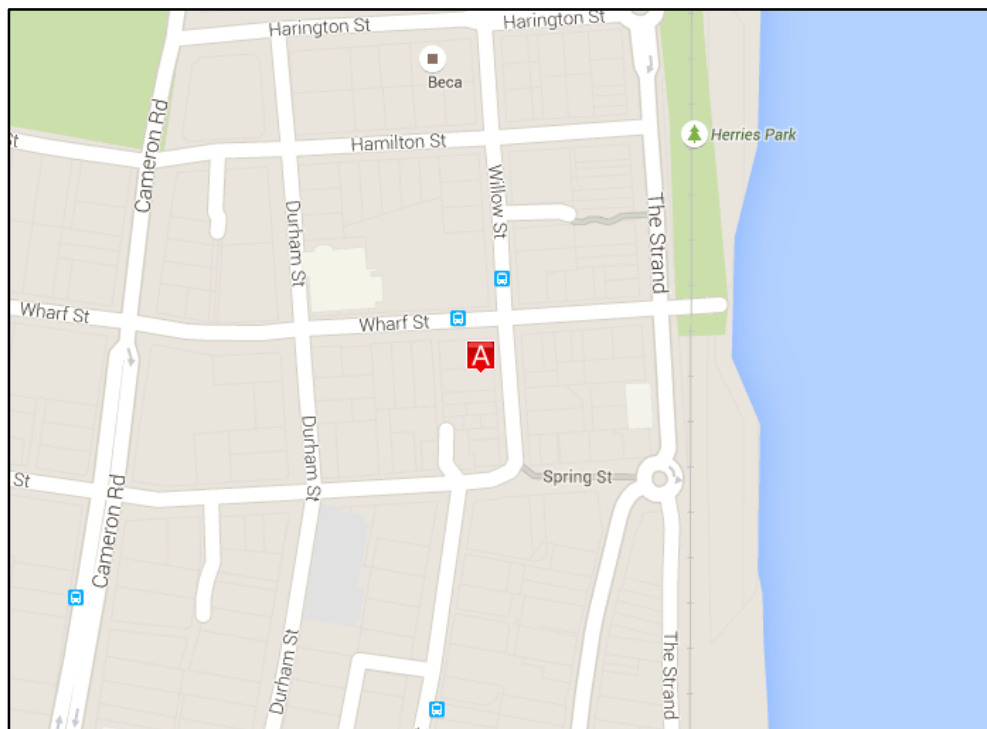 Harington St
Harington St
Beca
Cameron Rd
Hamilton St
Herries Park
St
Willow St
Durham St
The Strand
Wharf St
Wharf St
A
Durham St
Spring St
St
Cameron Rd
Durham St
The Strand